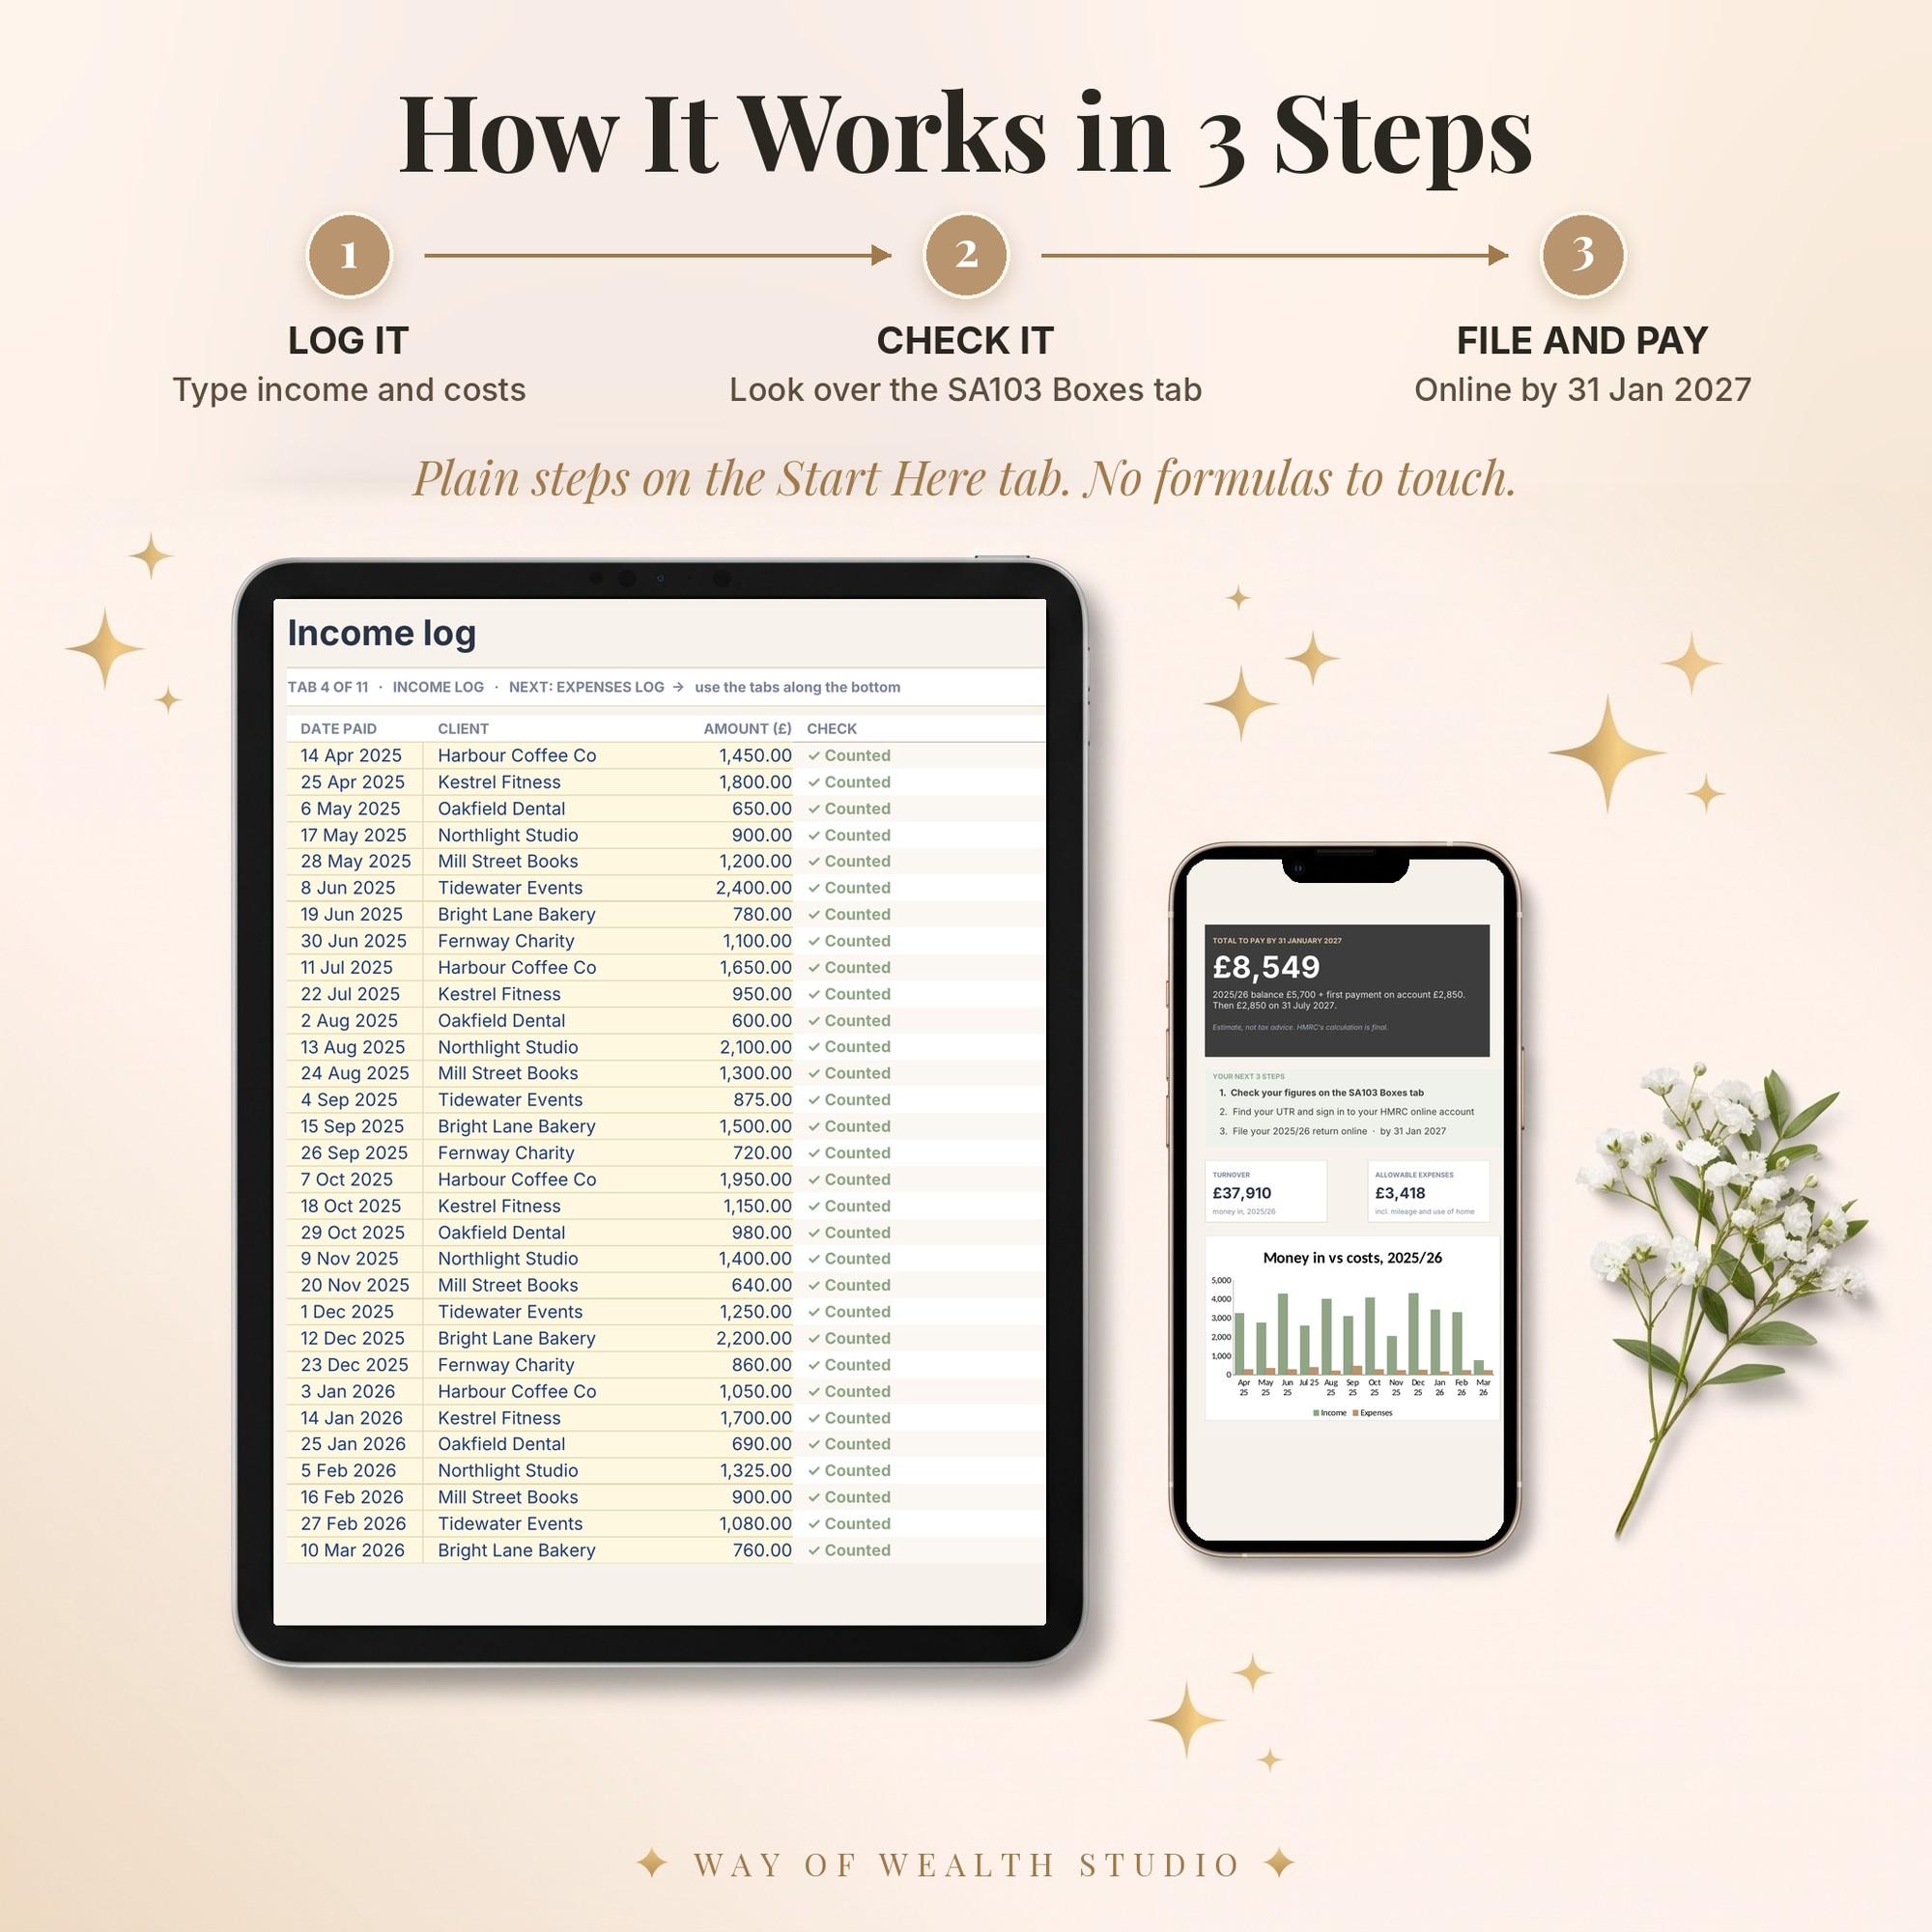 How It Works in 3 Steps
1
2
3
LOG IT
CHECK IT
FILE AND PAY
Type income and costs
Look over the SA103 Boxes tab
Online by 31 Jan 2027
Plain steps on the Start Here tab. No formulas to touch.
Income log
TAB 4 OF 11 · INCOME LOG · NEXT: EXPENSES LOG → use the tabs along the bottom
DATE PAID CLIENT AMOUNT (£) CHECK
14 Apr 2025 Harbour Coffee Co 1,450.00 ✓ Counted
25 Apr 2025 Kestrel Fitness 1,800.00 ✓ Counted
6 May 2025 Oakfield Dental 650.00 ✓ Counted
17 May 2025 Northlight Studio 900.00 ✓ Counted
28 May 2025 Mill Street Books 1,200.00 ✓ Counted
8 Jun 2025 Tidewater Events 2,400.00 ✓ Counted
19 Jun 2025 Bright Lane Bakery 780.00 ✓ Counted
30 Jun 2025 Fernway Charity 1,100.00 ✓ Counted
11 Jul 2025 Harbour Coffee Co 1,650.00 ✓ Counted
22 Jul 2025 Kestrel Fitness 950.00 ✓ Counted
2 Aug 2025 Oakfield Dental 600.00 ✓ Counted
13 Aug 2025 Northlight Studio 2,100.00 ✓ Counted
24 Aug 2025 Mill Street Books 1,300.00 ✓ Counted
4 Sep 2025 Tidewater Events 875.00 ✓ Counted
15 Sep 2025 Bright Lane Bakery 1,500.00 ✓ Counted
26 Sep 2025 Fernway Charity 720.00 ✓ Counted
7 Oct 2025 Harbour Coffee Co 1,950.00 ✓ Counted
18 Oct 2025 Kestrel Fitness 1,150.00 ✓ Counted
29 Oct 2025 Oakfield Dental 980.00 ✓ Counted
9 Nov 2025 Northlight Studio 1,400.00 ✓ Counted
20 Nov 2025 Mill Street Books 640.00 ✓ Counted
1 Dec 2025 Tidewater Events 1,250.00 ✓ Counted
12 Dec 2025 Bright Lane Bakery 2,200.00 ✓ Counted
23 Dec 2025 Fernway Charity 860.00 ✓ Counted
3 Jan 2026 Harbour Coffee Co 1,050.00 ✓ Counted
14 Jan 2026 Kestrel Fitness 1,700.00 ✓ Counted
25 Jan 2026 Oakfield Dental 690.00 ✓ Counted
5 Feb 2026 Northlight Studio 1,325.00 ✓ Counted
16 Feb 2026 Mill Street Books 900.00 ✓ Counted
27 Feb 2026 Tidewater Events 1,080.00 ✓ Counted
10 Mar 2026 Bright Lane Bakery 760.00 ✓ Counted
TOTAL TO PAY BY 31 JANUARY 2027
£8,549
2025/26 balance £5,700 + first payment on account £2,850.
Then £2,850 on 31 July 2027.
Estimate, not tax advice. HMRC's calculation is final.
YOUR NEXT 3 STEPS
1. Check your figures on the SA103 Boxes tab
2. Find your UTR and sign in to your HMRC online account
3. File your 2025/26 return online · by 31 Jan 2027
TURNOVER ALLOWABLE EXPENSES
£37,910 £3,418
money in, 2025/26 incl. mileage and use of home
Money in vs costs, 2025/26
5,000
4,000
3,000
2,000
1,000
0
Apr May Jun Jul 25 Aug Sep Oct Nov Dec Jan Feb Mar
25 25 25 25 25 25 25 25 26 26 26
Income Expenses
WAY OF WEALTH STUDIO